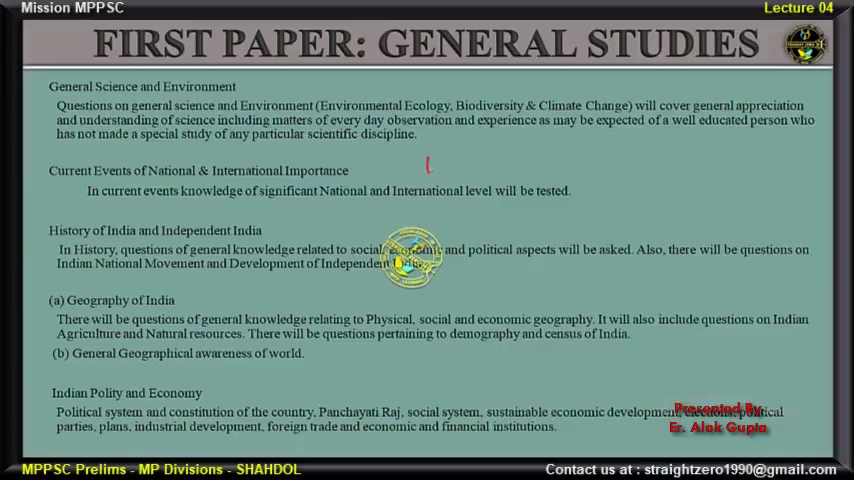 Mission MPPSC
Lecture 04
FIRST PAPER: GENERAL STUDIES
General Science and Environment
Questions on general science and Environment (Environmental Ecology, Biodiversity & Climate Change) will cover general appreciation
and understanding of science including matters of every day observation and experience as may be expected of a well educated person who
has not made a special study of any particular scientific discipline.
Current Events of National & International Importance
In current events knowledge of significant National and International level will be tested.
History of India and Independent India
In History, questions of general knowledge related to social, economic and political aspects will be asked. Also, there will be questions on
Indian National Movement and Development of Independent
(a) Geography of India
There will be questions of general knowledge relating to Physical, social and economic geography. It will also include questions on Indian
Agriculture and Natural resources. There will be questions pertaining to demography and census of India.
(b) General Geographical awareness of world.
Indian Polity and Economy
Political system and constitution of the country, Panchayati Raj, social system, sustainable economic development, elections, political
parties, plans, industrial development, foreign trade and economic and financial institutions.
Presented By
Er. Alok Gupta
MPPSC Prelims - MP Divisions - SHAHDOL
Contact us at : straightzero1990@gmail.com